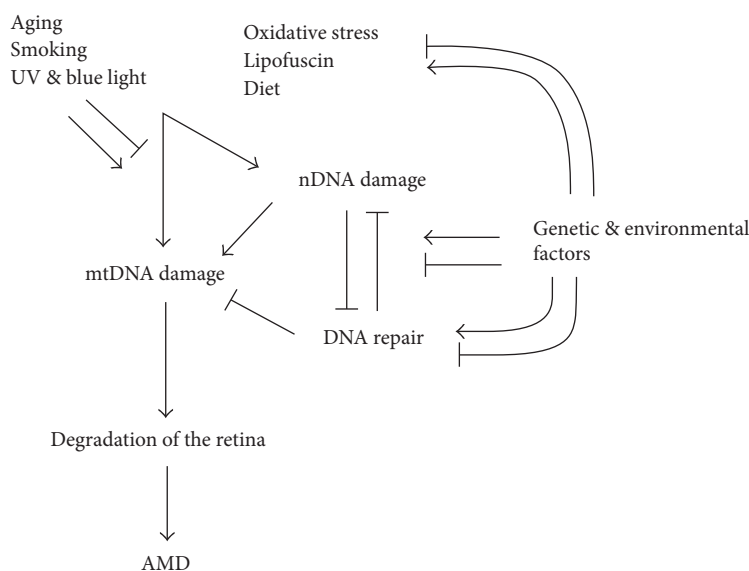 Aging
Smoking
UV & blue light
Oxidative stress
Lipofuscin
Diet
nDNA damage
Genetic & environmental
factors
mtDNA damage
DNA repair
Degradation of the retina
AMD